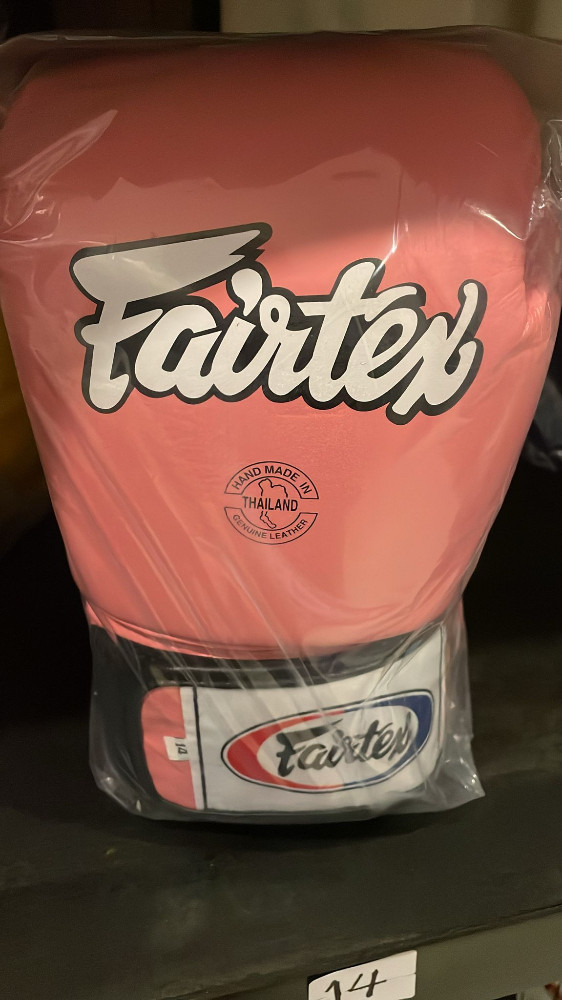 Fairtex
HAND MADE IN
THAILAND
GENUINE LEATHER
14
Fairtex
14